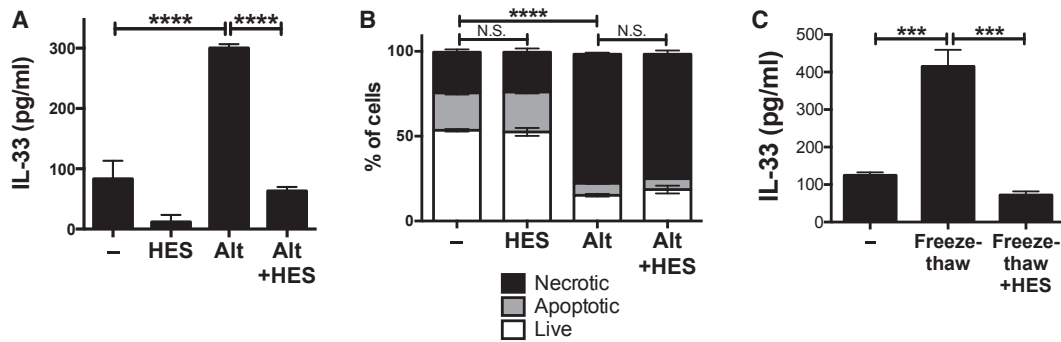 A
IL-33 (pg/ml)
300
200
100
0
****
****
–
HES
Alt
Alt
+HES
B
% of cells
100
50
0
****
N.S.
N.S.
–
HES
Alt
Alt
+HES
Necrotic
Apoptotic
Live
C
IL-33 (pg/ml)
500
400
300
200
100
0
***
***
–
Freeze-
thaw
Freeze-
thaw
+HES